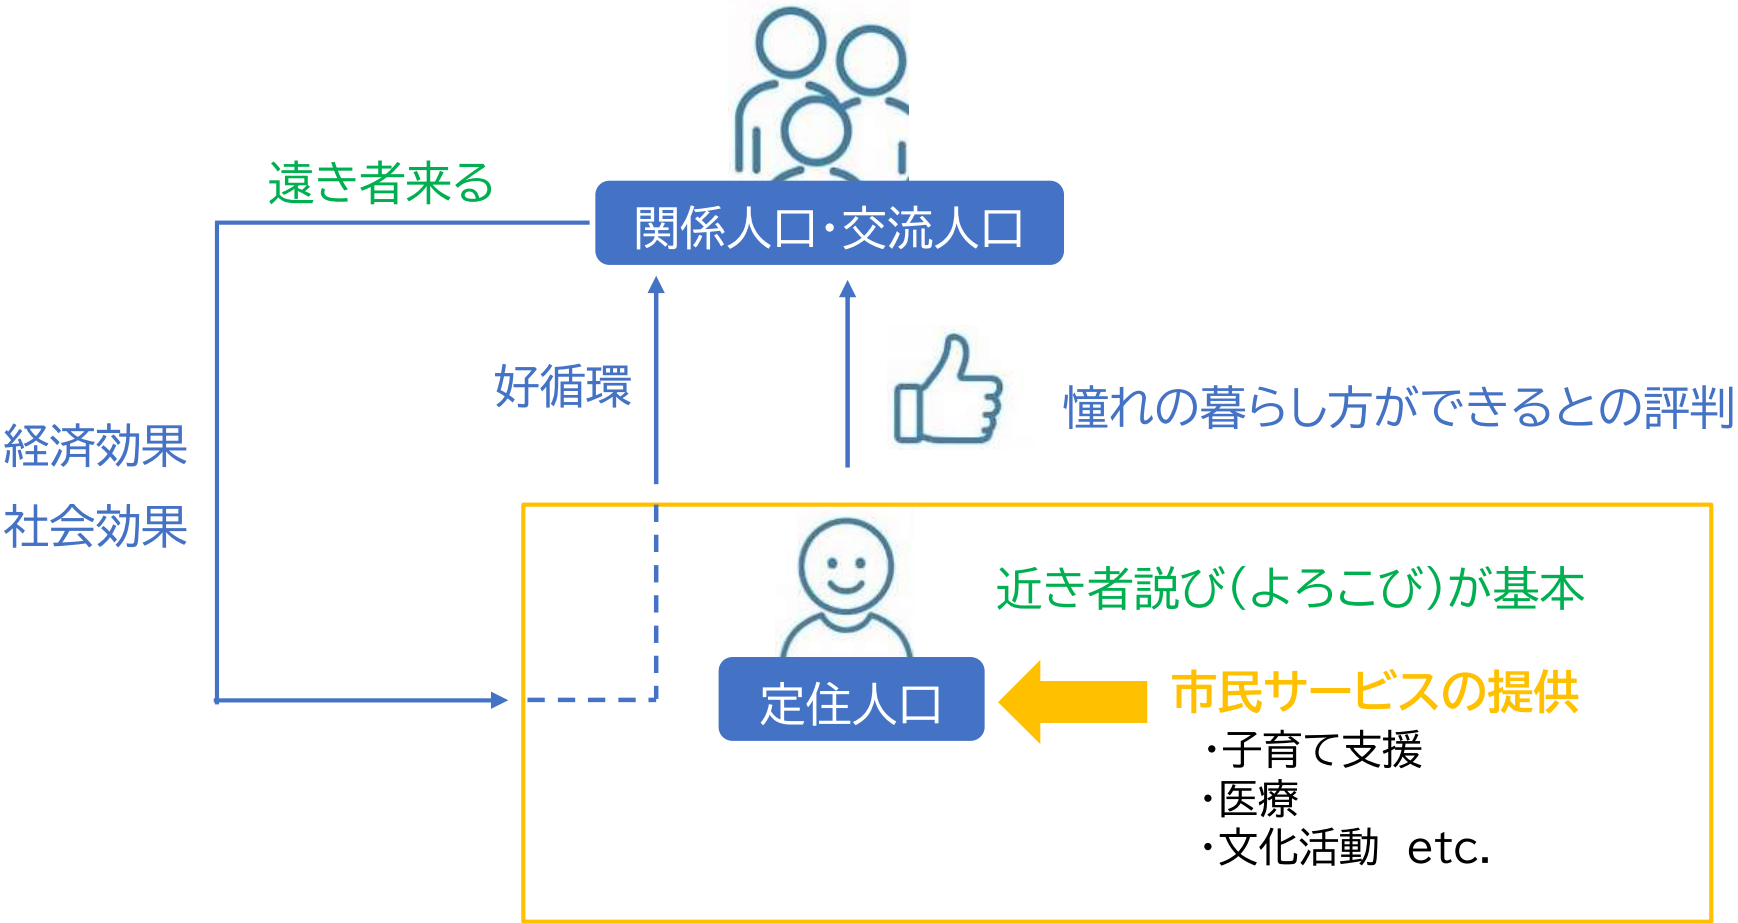 遠き者来る
関係人口・交流人口
好循環
憧れの暮らし方ができるとの評判
経済効果
社会効果
近き者説び（よろこび）が基本
定住人口
市民サービスの提供
・子育て支援
・医療
・文化活動　etc.